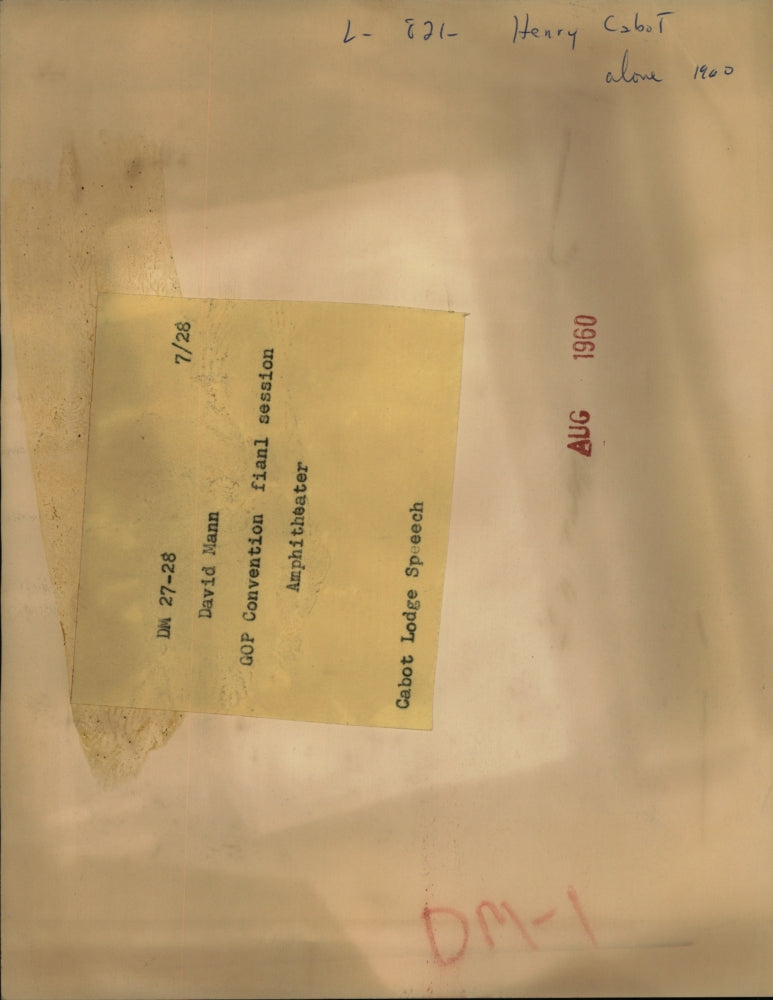 L- 821- Henry Cabot
alone 1960
DM 27-28 7/28
David Mann
GOP Convention fianl session
Amphitheater
Cabot Lodge Speeech
AUG 1960
DM-1